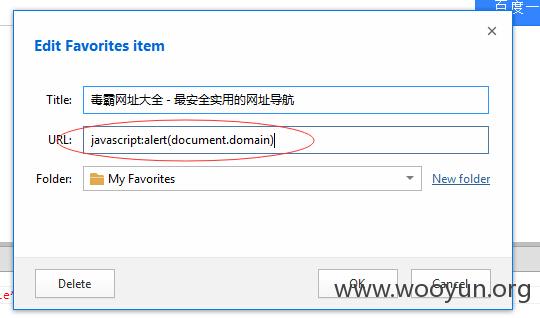 百度一
Edit Favorites item
Title: 毒霸网址大全 - 最安全实用的网址导航
URL: javascript:alert(document.domain)
Folder: My Favorites New folder
Delete OK Cancel
www.wooyun.org